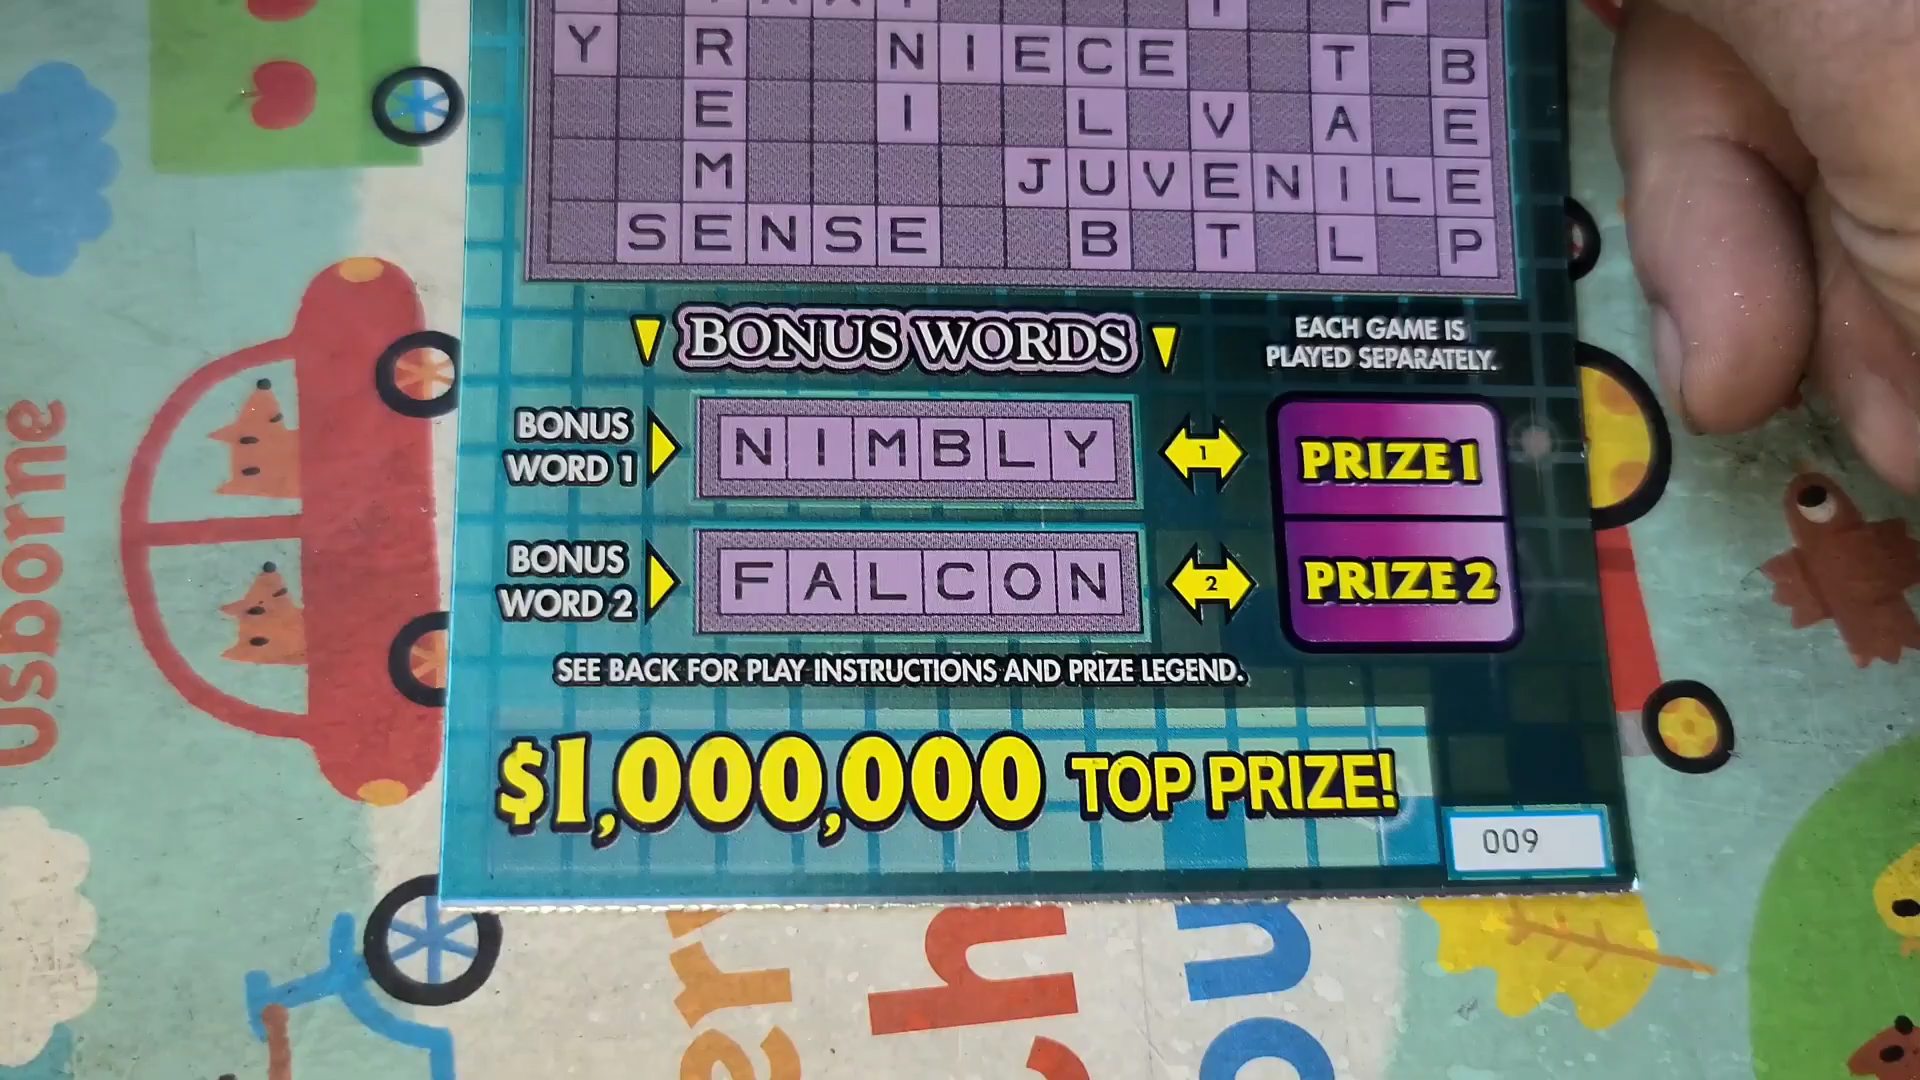 Y R NIECE T B
E I L V A E
M JUVENILE
SENSE B T L P
BONUS WORDS
EACH GAME IS
PLAYED SEPARATELY.
BONUS
WORD 1
NIMBLY
1
PRIZE 1
BONUS
WORD 2
FALCON
2
PRIZE 2
SEE BACK FOR PLAY INSTRUCTIONS AND PRIZE LEGEND.
$1,000,000 TOP PRIZE!
009
Usborne